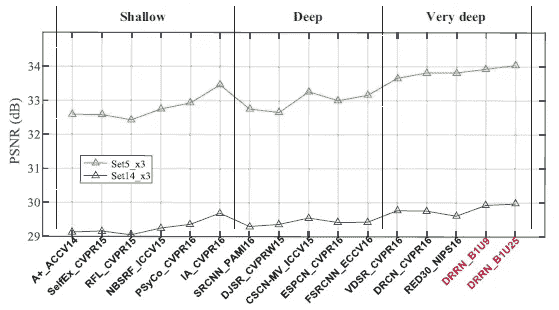 Shallow Deep Very deep
PSNR (dB)
34
33
32
31
30
29
Set5_x3
Set14_x3
A+_ACCV14
SelfEx_CVPR15
RFL_CVPR15
NBSRF_ICCV15
PSyCo_CVPR16
IA_CVPR16
SRCNN_PAMI16
DJSR_CVPRW15
CSCN-MV_ICCV15
ESPCN_CVPR16
FSRCNN_ECCV16
VDSR_CVPR16
DRCN_CVPR16
RED30_NIPS16
DRRN_B1U9
DRRN_B1U25